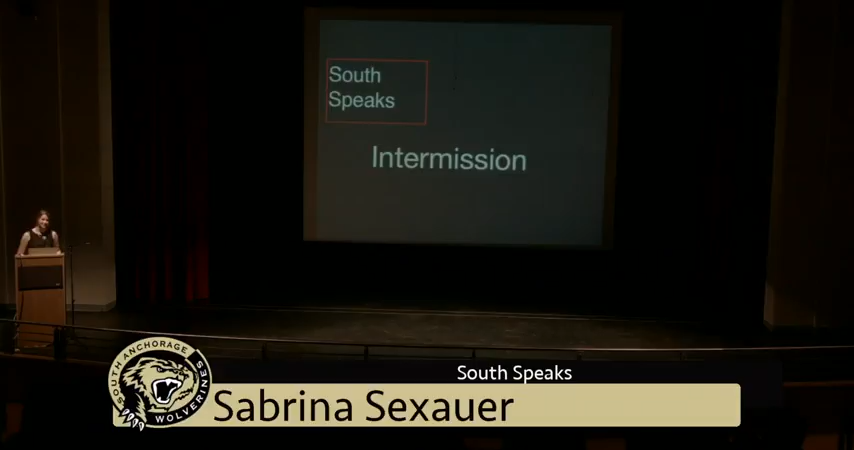 South
Speaks
Intermission
South Speaks
SOUTH ANCHORAGE
WOLVERINES
Sabrina Sexauer